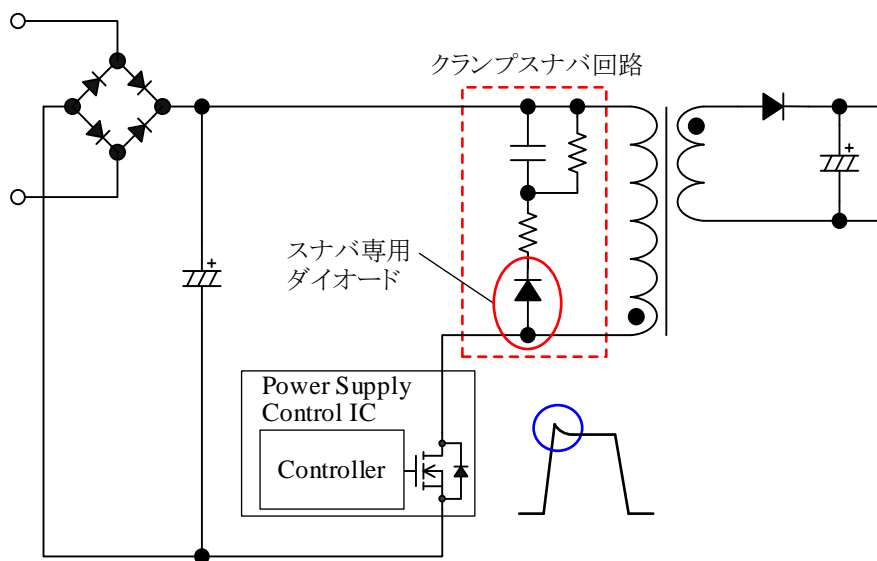 クランプスナバ回路
スナバ専用
ダイオード
Power Supply
Control IC
Controller
+
+